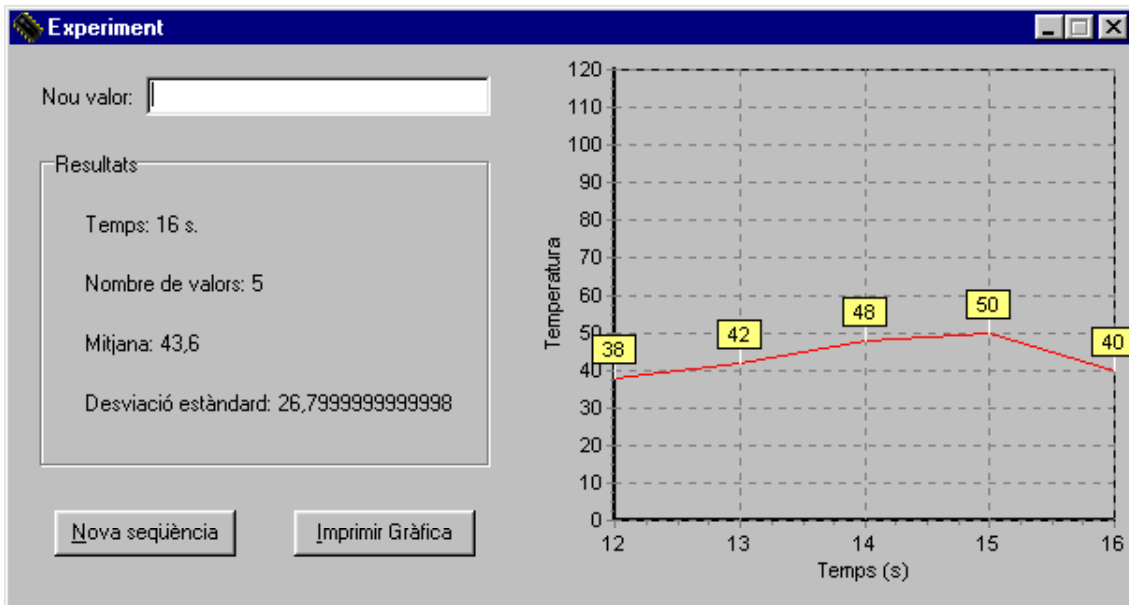 Experiment
Nou valor:
Resultats
Temps: 16 s.
Nombre de valors: 5
Mitjana: 43,6
Desviació estàndard: 26,7999999999998
Nova seqüència
Imprimir Gràfica
Temperatura
120
110
100
90
80
70
60
50
40
30
20
10
0
38
42
48
50
40
12 13 14 15 16
Temps (s)